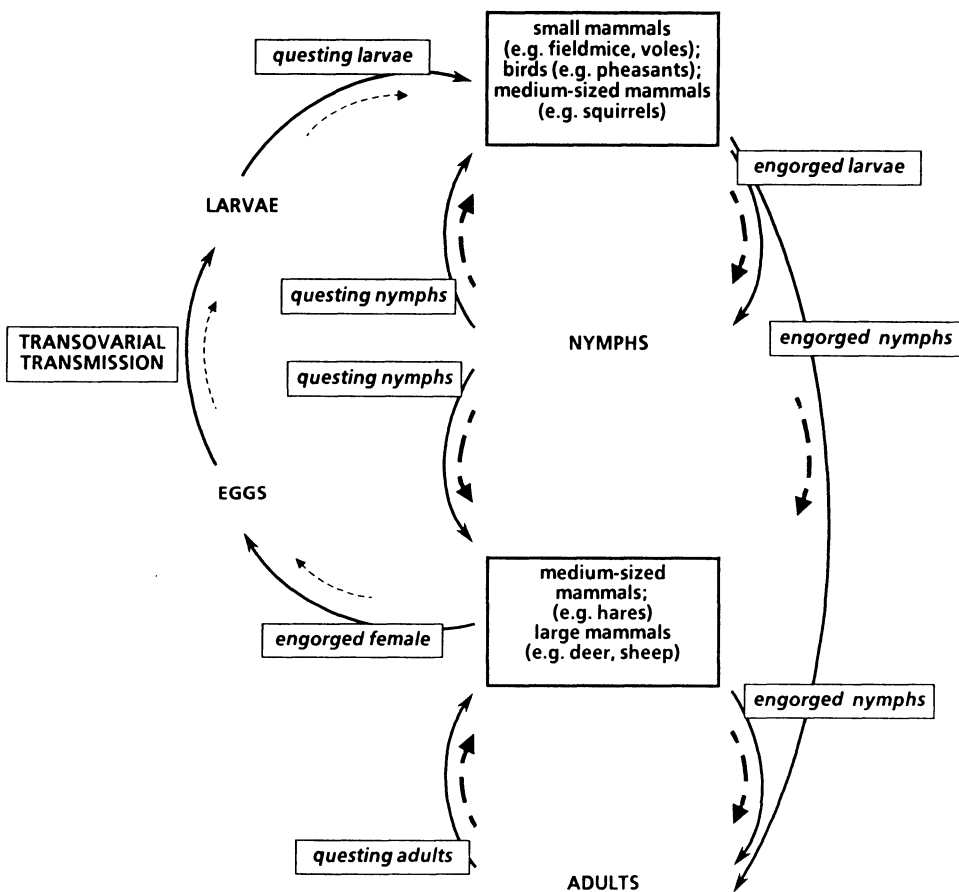 small mammals
(e.g. fieldmice, voles);
birds (e.g. pheasants);
medium-sized mammals
(e.g. squirrels)
questing larvae
engorged larvae
LARVAE
questing nymphs
TRANSOVARIAL
TRANSMISSION
NYMPHS
engorged nymphs
questing nymphs
EGGS
medium-sized
mammals;
(e.g. hares)
large mammals
(e.g. deer, sheep)
engorged female
engorged nymphs
questing adults
ADULTS